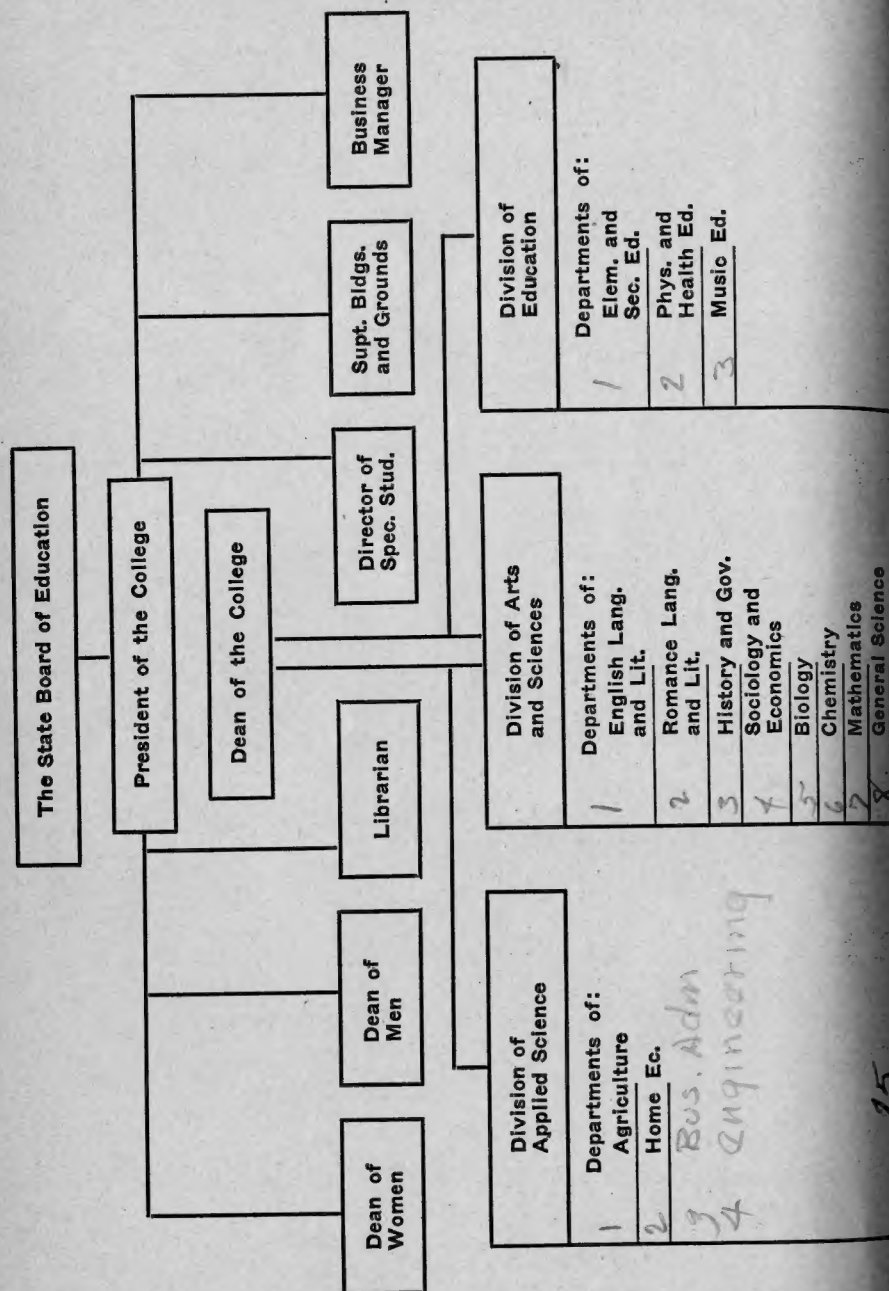 The State Board of Education
President of the College
Dean of the College
Dean of
Women
Dean of
Men
Librarian
Director of
Spec. Stud.
Supt. Bldgs.
and Grounds
Business
Manager
Division of
Applied Science
Departments of:
1 Agriculture
2 Home Ec.
3 Bus. Adm
4 Engineering
Division of Arts
and Sciences
Departments of:
1 English Lang.
and Lit.
2 Romance Lang.
and Lit.
3 History and Gov.
4 Sociology and
Economics
5 Biology
6 Chemistry
7 Mathematics
8 General Science
Division of
Education
Departments of:
1 Elem. and
Sec. Ed.
2 Phys. and
Health Ed.
3 Music Ed.